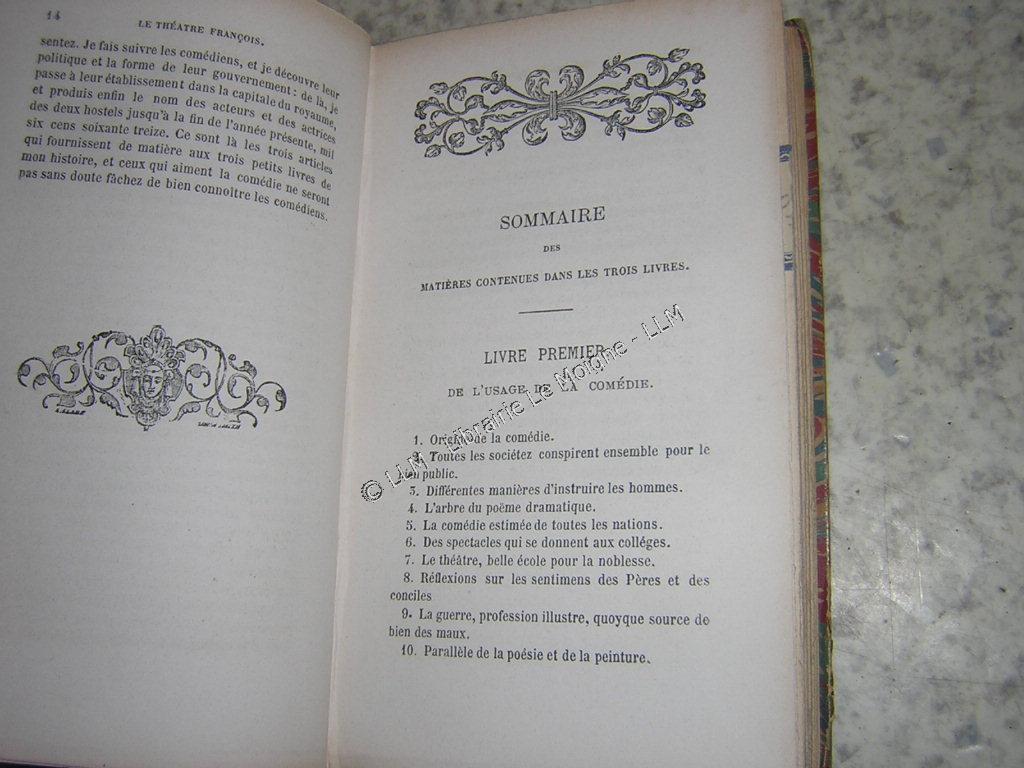 14
LE THÉATRE FRANÇOIS.
sentez. Je fais suivre les comédiens, et je découvre leur
politique et la forme de leur gouvernement : de là, je
passe à leur établissement dans la capitale du royaume,
et produis enfin le nom des acteurs et des actrices
des deux hostels jusqu'à la fin de l'année présente, mil
six cens soixante treize. Ce sont là les trois articles
qui fournissent de matière aux trois petits livres de
mon histoire, et ceux qui aiment la comédie ne seront
pas sans doute fâchez de bien connoître les comédiens.
SOMMAIRE
DES
MATIÈRES CONTENUES DANS LES TROIS LIVRES.
LIVRE PREMIER.
DE L'USAGE DE LA COMÉDIE.
1. Origine de la comédie.
2. Toutes les sociétez conspirent ensemble pour le
bien public.
3. Différentes manières d'instruire les hommes.
4. L'arbre du poëme dramatique.
5. La comédie estimée de toutes les nations.
6. Des spectacles qui se donnent aux colléges.
7. Le théâtre, belle école pour la noblesse.
8. Réflexions sur les sentimens des Pères et des
conciles
9. La guerre, profession illustre, quoyque source de
bien des maux.
10. Parallèle de la poésie et de la peinture.
© LLM - Librairie Le Moigne - LLM